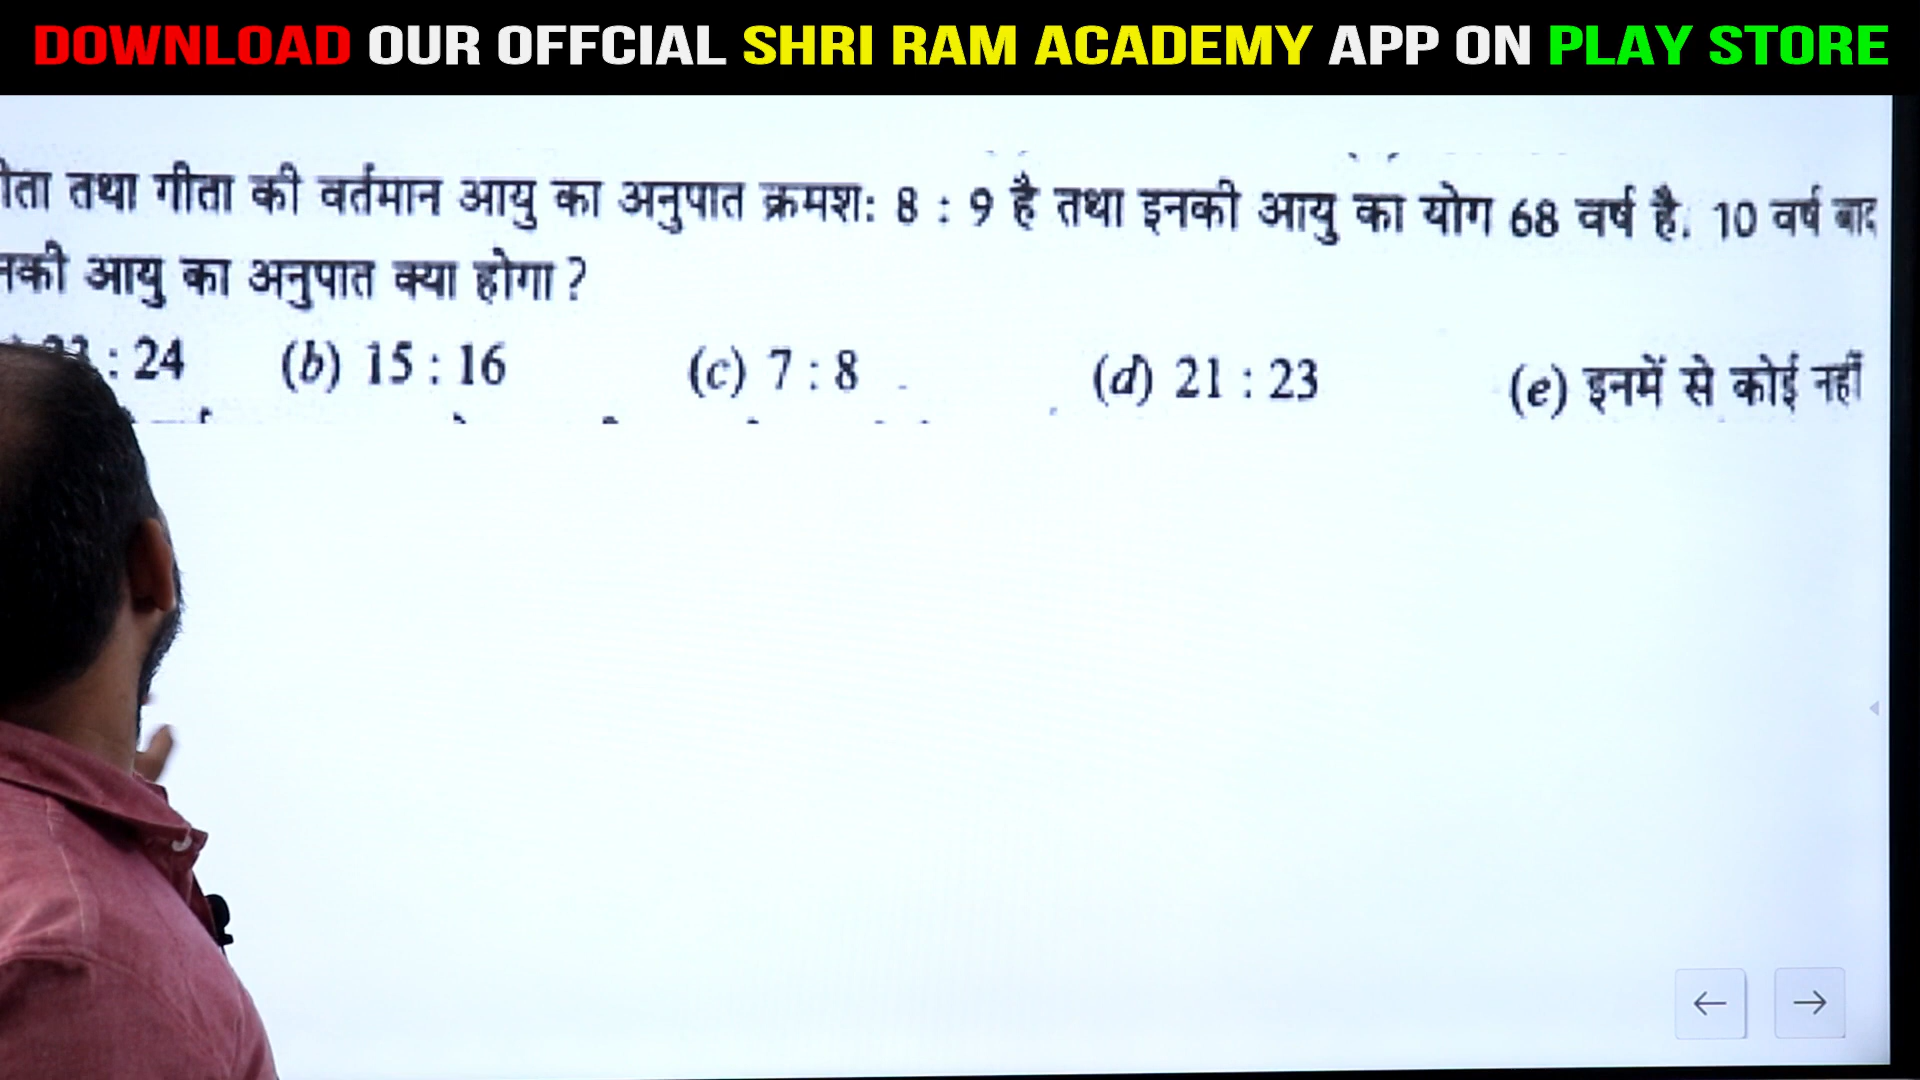 DOWNLOAD OUR OFFCIAL SHRI RAM ACADEMY APP ON PLAY STORE
तथा गीता की वर्तमान आयु का अनुपात क्रमश: 8 : 9 है तथा इनकी आयु का योग 68 वर्ष है. 10 वर्ष बाद
आयु का अनुपात क्या होगा ?
: 24 (b) 15 : 16 (c) 7 : 8 (d) 21 : 23 (e) इनमें से कोई नहीं